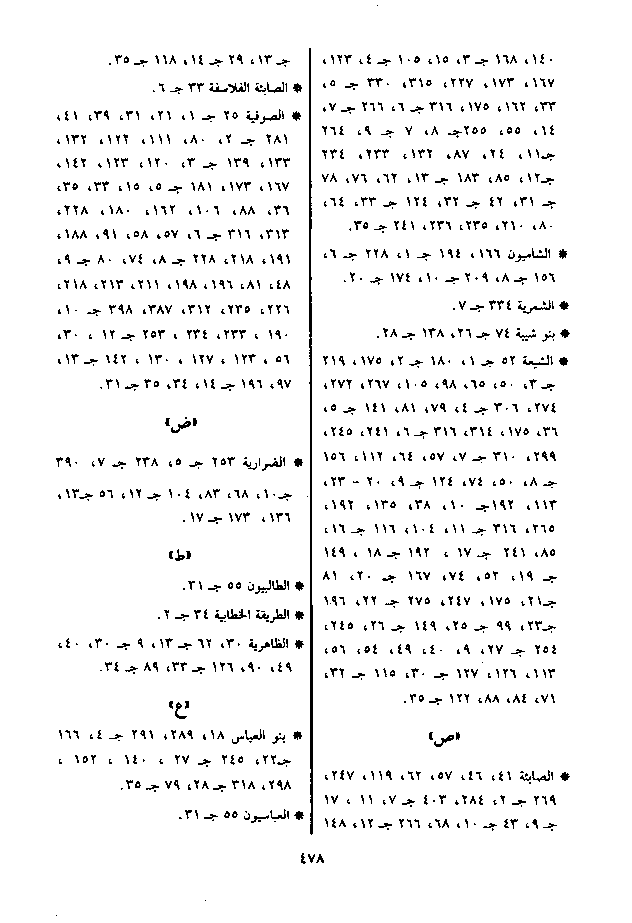 ١٤٠، ١٦٨ جـ ٣، ١٥، ١٠٥ جـ ٤، ١٢٣،
١٦٧، ١٧٣، ٢٢٧، ٣١٥، ٣٣٠ جـ ٥،
٣٣، ١٦٢، ١٧٥، ٣١٦ جـ ٦، ٢٦٦ جـ ٧،
١٤، ٥٥، ٢٥٥جـ ٨، ٧ جـ ٩، ٢٦٤
جـ١١، ٢٤، ٨٧، ١٣٢، ٢٣٣، ٢٣٤
جـ١٢، ٨٥، ١٨٣ جـ ١٣، ٦٢، ٧٦، ٧٨
جـ ٣١، ٤٢ جـ ٣٢، ١٢٤ جـ ٣٣، ٦٤،
٨٠، ٢١٠، ٢٣٥، ٢٣٦، ٢٤١ جـ ٣٥.
* الشاميون ١٦٦، ١٩٤ جـ ١، ٢٢٨ جـ ٦،
١٥٦ جـ ٨، ٢٠٩ جـ ١٠، ١٧٤ جـ ٢٠.
* الشمرية ٣٣٤ جـ ٧.
* بنو شيبة ٧٤ جـ ٢٦، ١٣٨ جـ ٢٨.
* الشيعة ٥٢ جـ ١، ١٨٠ جـ ٢، ١٧٥، ٢١٩
جـ ٣، ٥٠، ٦٥، ٩٨، ١٠٥، ٢٦٧، ٢٧٢،
٢٧٤، ٣٠٦ جـ ٤، ٧٩، ٨١، ١٤١ جـ ٥،
٣٦، ١٧٥، ٣١٤، ٣١٦ جـ ٦، ٢٤١، ٢٤٥،
٢٩٩، ٣١٠ جـ ٧، ٥٧، ٦٤، ١١٢، ١٥٦
جـ ٨، ٥٠، ٧٤، ١٢٤ جـ ٩، ٢٠ - ٢٣،
١١٣، ١٩٢جـ ١٠، ٣٨، ١٣٥، ١٩٢،
٢٦٥، ٣١٦ جـ ١١، ١٠٤، ١١٦ جـ ١٦،
٨٥، ٢٤١ جـ ١٧، ١٩٢ جـ ١٨، ١٤٩
جـ ١٩، ٥٢، ٧٤، ١٦٧ جـ ٢٠، ٨١
جـ٢١، ١٧٥، ٢٤٧، ٢٧٥ جـ ٢٢، ١٩٦
جـ٢٣، ٩٩ جـ ٢٥، ١٤٩ جـ ٢٦، ٢٤٥،
٢٥٤ جـ ٢٧، ٩، ٤٠، ٤٩، ٥٤، ٥٦،
١١٣، ١٢٦، ١٢٧ جـ ٣٠، ١١٥ جـ ٣٢،
٧١، ٨٤، ٨٨، ١٢٢ جـ ٣٥.
«ص»
* الصابئة ٤١، ٤٦، ٥٧، ٦٢، ١١٩، ٢٤٧،
٢٦٩ جـ ٢، ٢٨٤، ٤٠٣ جـ ٧، ١١ ، ١٧
جـ ٩، ٤٣ جـ ١٠، ٦٨، ٢٦٦ جـ ١٢، ١٤٨
جـ ١٣، ٢٩ جـ ١٤، ١١٨ جـ ٣٥.
* الصابئة الفلاسفة ٣٣ جـ ٦.
* الصوفية ٢٥ جـ ١، ٢١، ٣١، ٣٩، ٤١،
٢٨١ جـ ٢، ٨٠، ١١١، ١٢٢، ١٣٢،
١٣٣، ١٣٩ جـ ٣، ١٢٠، ١٢٣، ١٤٢،
١٦٧، ١٧٣، ١٨١ جـ ٥، ١٥، ٣٣، ٣٥،
٣٦، ٨٨، ١٠٦، ١٦٢، ١٨٠، ٢٢٨،
٣١٣، ٣١٦ جـ ٦، ٥٧، ٥٨، ٩١، ١٨٨،
١٩١، ٢١٨، ٢٢٨ جـ ٨، ٧٤، ٨٠ جـ ٩،
٤٨، ٨١، ١٩٦، ١٩٨، ٢١١، ٢١٣، ٢١٨،
٢٢٦، ٢٣٥، ٣١٢، ٣٨٧، ٣٩٨ جـ ١٠،
١٩٠ ، ٢٣٣، ٢٣٤ ، ٢٥٣ جـ ١٢ ، ٣٠،
٥٦ ، ١٢٣ ، ١٢٧ ، ١٣٠ ، ١٤٢ جـ ١٣،
٩٧، ١٩٦ جـ ١٤، ٣٤، ٣٥ جـ ٣١.
«ض»
* الضرارية ٢٥٣ جـ ٥، ٢٣٨ جـ ٧، ٣٩٠
جـ١٠، ٦٨، ٨٣، ١٠٤ جـ ١٢، ٥٦ جـ١٣،
١٣٦، ١٧٣ جـ ١٧.
«ط»
* الطالبيون ٥٥ جـ ٣١.
* الطريقة الخطابية ٣٤ جـ ٢.
* الظاهرية ٣٠، ٦٢ جـ ١٣، ٩ جـ ٣٠، ٤٠،
٤٩، ٩٠، ١٢٦ جـ ٣٣، ٨٩ جـ ٣٤.
«ع»
* بنو العباس ١٨، ٢٨٩، ٢٩١ جـ ٤، ١٦٦
جـ٢٢، ٢٤٥ جـ ٢٧ ، ١٤٠ ، ١٥٢ ،
٢٩٨، ٣١٨ جـ ٢٨، ٧٩ جـ ٣٥.
* العباسيون ٥٥ جـ ٣١.
٤٧٨